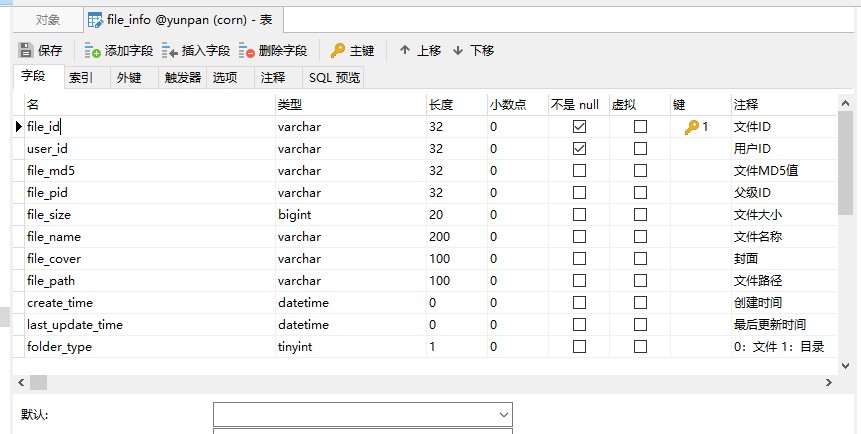 对象 file_info @yunpan (corn) - 表
保存 添加字段 插入字段 删除字段 主键 上移 下移
字段 索引 外键 触发器 选项 注释 SQL 预览
名 类型 长度 小数点 不是 null 虚拟 键 注释
file_id varchar 32 0 1 文件ID
user_id varchar 32 0 用户ID
file_md5 varchar 32 0 文件MD5值
file_pid varchar 32 0 父级ID
file_size bigint 20 0 文件大小
file_name varchar 200 0 文件名称
file_cover varchar 100 0 封面
file_path varchar 100 0 文件路径
create_time datetime 0 0 创建时间
last_update_time datetime 0 0 最后更新时间
folder_type tinyint 1 0 0：文件 1：目录
默认: